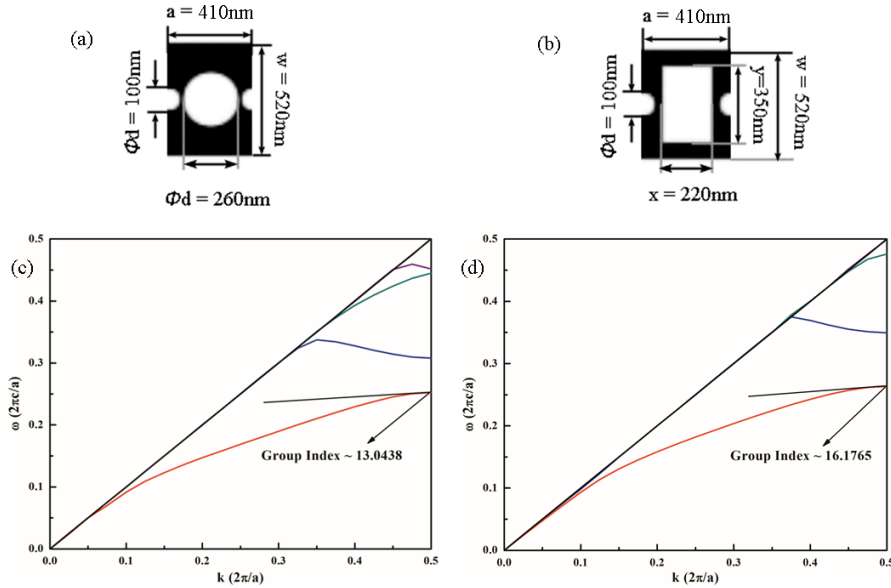 (a)
a = 410nm
Φd = 100nm
w = 520nm
Φd = 260nm
(b)
a = 410nm
Φd = 100nm
y=350nm
w = 520nm
x = 220nm
(c)
0.5
0.4
0.3
0.2
0.1
0.0
ω (2πc/a)
Group Index ~ 13.0438
0.0 0.1 0.2 0.3 0.4 0.5
k (2π/a)
(d)
0.5
0.4
0.3
0.2
0.1
0.0
ω (2πc/a)
Group Index ~ 16.1765
0.0 0.1 0.2 0.3 0.4 0.5
k (2π/a)